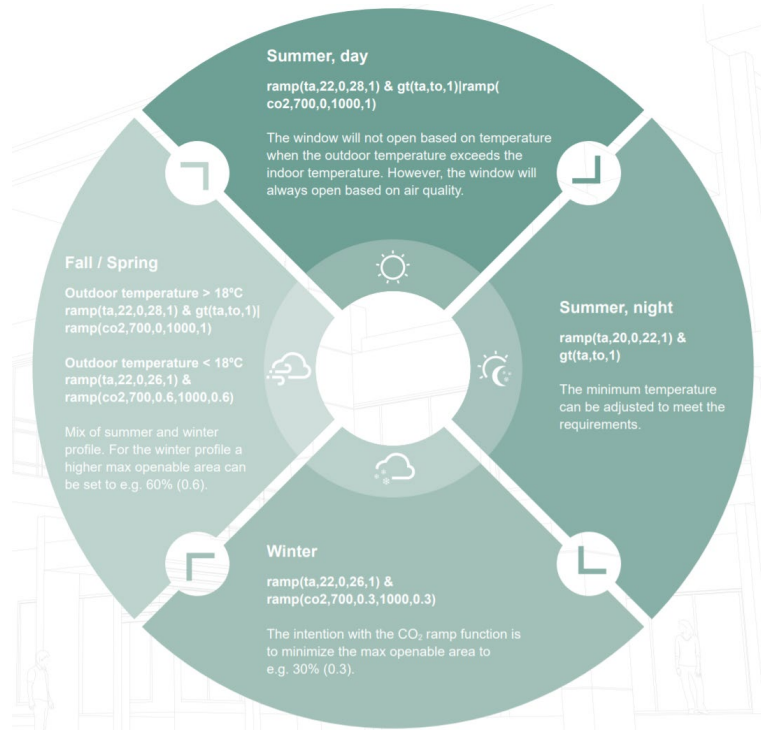 Summer, day
ramp(ta,22,0,28,1) & gt(ta,to,1)|ramp(
co2,700,0,1000,1)
The window will not open based on temperature
when the outdoor temperature exceeds the
indoor temperature. However, the window will
always open based on air quality.
Fall / Spring
Outdoor temperature > 18ºC
ramp(ta,22,0,28,1) & gt(ta,to,1)|
ramp(co2,700,0,1000,1)
Outdoor temperature < 18ºC
ramp(ta,22,0,26,1) &
ramp(co2,700,0.6,1000,0.6)
Mix of summer and winter
profile. For the winter profile a
higher max openable area can
be set to e.g. 60% (0.6).
Summer, night
ramp(ta,20,0,22,1) &
gt(ta,to,1)
The minimum temperature
can be adjusted to meet the
requirements.
Winter
ramp(ta,22,0,26,1) &
ramp(co2,700,0.3,1000,0.3)
The intention with the CO₂ ramp function is
to minimize the max openable area to
e.g. 30% (0.3).